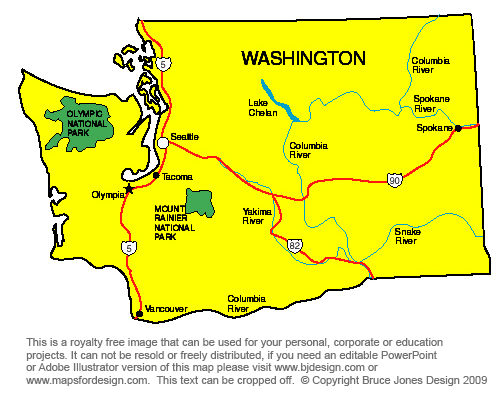 WASHINGTON
Columbia
River
5
OLYMPIC
NATIONAL
PARK
Lake
Chelan
Spokane
River
Spokane
Seattle
Columbia
River
Tacoma
90
Olympia
MOUNT
RAINIER
NATIONAL
PARK
Yakima
River
Snake
River
5
82
Columbia
River
Vancouver
This is a royalty free image that can be used for your personal, corporate or education
projects. It can not be resold or freely distributed, if you need an editable PowerPoint
or Adobe Illustrator version of this map please visit www.bjdesign.com or
www.mapsfordesign.com. This text can be cropped off. © Copyright Bruce Jones Design 2009